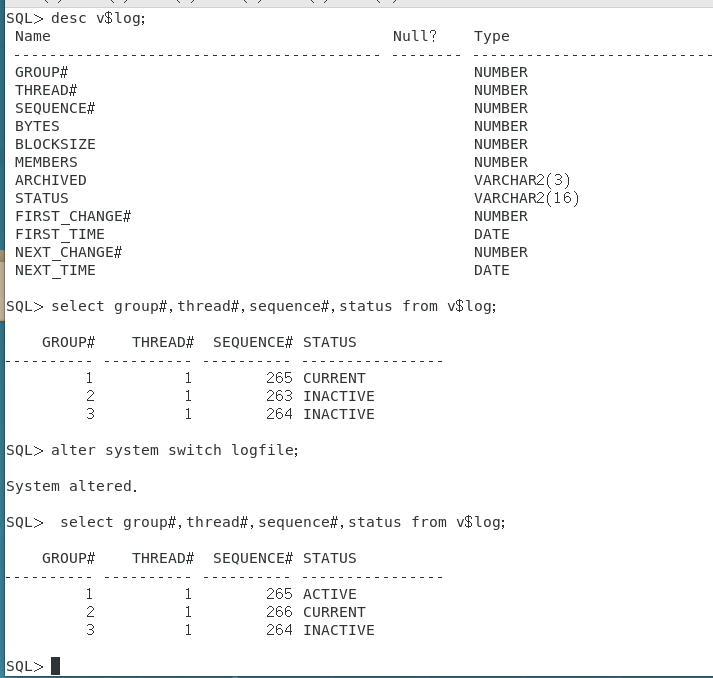 SQL> desc v$log;
Name Null? Type
----------------------------------------- -------- ----------------------------
GROUP# NUMBER
THREAD# NUMBER
SEQUENCE# NUMBER
BYTES NUMBER
BLOCKSIZE NUMBER
MEMBERS NUMBER
ARCHIVED VARCHAR2(3)
STATUS VARCHAR2(16)
FIRST_CHANGE# NUMBER
FIRST_TIME DATE
NEXT_CHANGE# NUMBER
NEXT_TIME DATE
SQL> select group#,thread#,sequence#,status from v$log;
GROUP# THREAD# SEQUENCE# STATUS
---------- ---------- ---------- ----------------
1 1 265 CURRENT
2 1 263 INACTIVE
3 1 264 INACTIVE
SQL> alter system switch logfile;
System altered.
SQL>  select group#,thread#,sequence#,status from v$log;
GROUP# THREAD# SEQUENCE# STATUS
---------- ---------- ---------- ----------------
1 1 265 ACTIVE
2 1 266 CURRENT
3 1 264 INACTIVE
SQL>